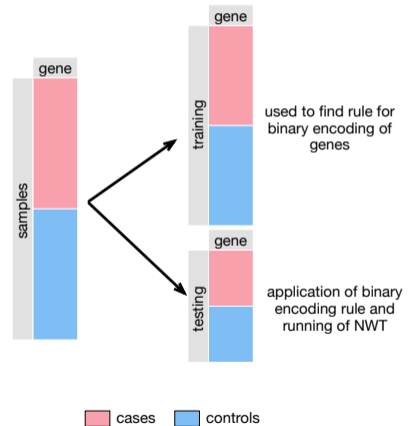 gene
samples
gene
training
used to find rule for
binary encoding of
genes
gene
testing
application of binary
encoding rule and
running of NWT
cases
controls